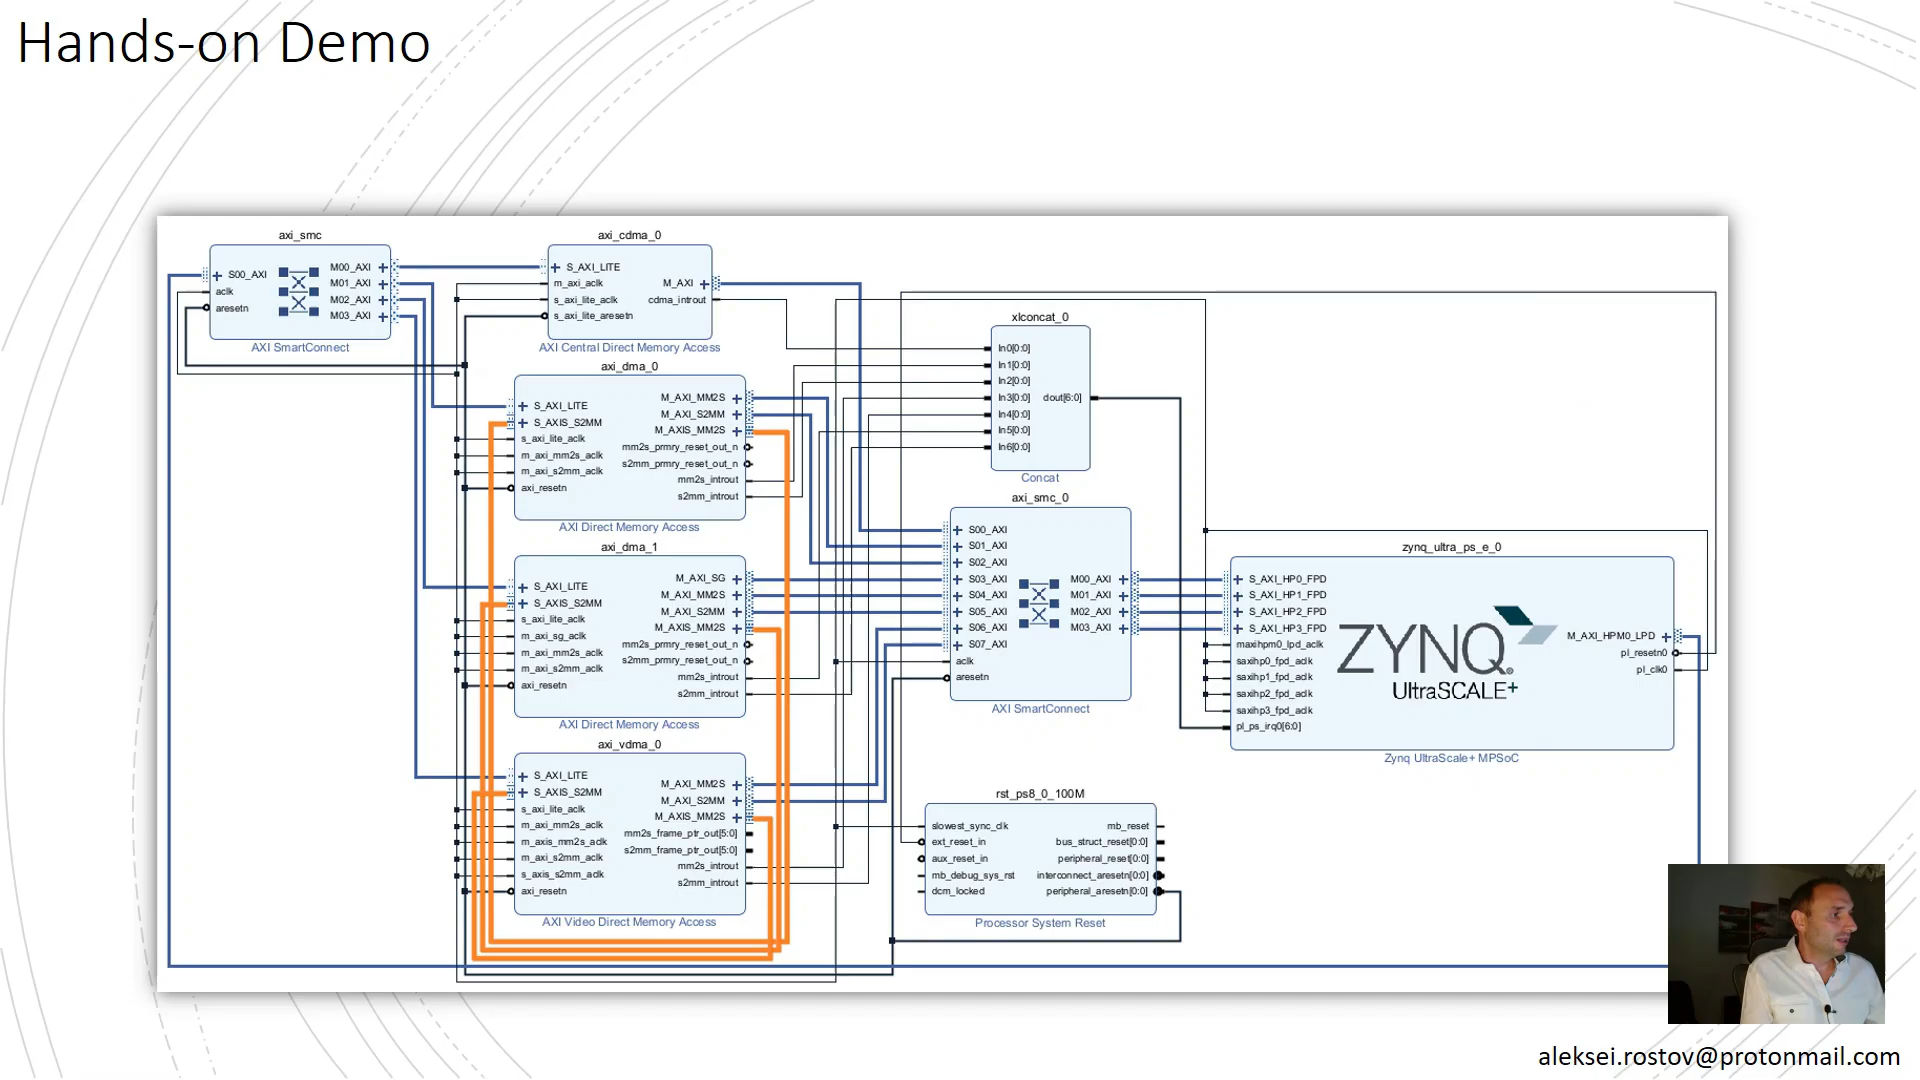 Hands-on Demo
axi_smc
S00_AXI
aclk
aresetn
M00_AXI
M01_AXI
M02_AXI
M03_AXI
AXI SmartConnect
axi_cdma_0
S_AXI_LITE
m_axi_aclk
s_axi_lite_aclk
s_axi_lite_aresetn
M_AXI
cdma_introut
AXI Central Direct Memory Access
axi_dma_0
S_AXI_LITE
S_AXIS_S2MM
s_axi_lite_aclk
m_axi_mm2s_aclk
m_axi_s2mm_aclk
axi_resetn
M_AXI_MM2S
M_AXI_S2MM
M_AXIS_MM2S
mm2s_prmry_reset_out_n
s2mm_prmry_reset_out_n
mm2s_introut
s2mm_introut
AXI Direct Memory Access
axi_dma_1
S_AXI_LITE
S_AXIS_S2MM
s_axi_lite_aclk
m_axi_sg_aclk
m_axi_mm2s_aclk
m_axi_s2mm_aclk
axi_resetn
M_AXI_SG
M_AXI_MM2S
M_AXI_S2MM
M_AXIS_MM2S
mm2s_prmry_reset_out_n
s2mm_prmry_reset_out_n
mm2s_introut
s2mm_introut
AXI Direct Memory Access
axi_vdma_0
S_AXI_LITE
S_AXIS_S2MM
s_axi_lite_aclk
m_axi_mm2s_aclk
m_axis_mm2s_aclk
m_axi_s2mm_aclk
s_axis_s2mm_aclk
axi_resetn
M_AXI_MM2S
M_AXI_S2MM
M_AXIS_MM2S
mm2s_frame_ptr_out[5:0]
s2mm_frame_ptr_out[5:0]
mm2s_introut
s2mm_introut
AXI Video Direct Memory Access
xlconcat_0
In0[0:0]
In1[0:0]
In2[0:0]
In3[0:0]
In4[0:0]
In5[0:0]
In6[0:0]
dout[6:0]
Concat
axi_smc_0
S00_AXI
S01_AXI
S02_AXI
S03_AXI
S04_AXI
S05_AXI
S06_AXI
S07_AXI
aclk
aresetn
M00_AXI
M01_AXI
M02_AXI
M03_AXI
AXI SmartConnect
rst_ps8_0_100M
slowest_sync_clk
ext_reset_in
aux_reset_in
mb_debug_sys_rst
dcm_locked
mb_reset
bus_struct_reset[0:0]
peripheral_reset[0:0]
interconnect_aresetn[0:0]
peripheral_aresetn[0:0]
Processor System Reset
zynq_ultra_ps_e_0
S_AXI_HP0_FPD
S_AXI_HP1_FPD
S_AXI_HP2_FPD
S_AXI_HP3_FPD
maxihpm0_lpd_aclk
saxihp0_fpd_aclk
saxihp1_fpd_aclk
saxihp2_fpd_aclk
saxihp3_fpd_aclk
pl_ps_irq0[6:0]
ZYNQ®
UltraSCALE+
M_AXI_HPM0_LPD
pl_resetn0
pl_clk0
Zynq UltraScale+ MPSoC
aleksei.rostov@protonmail.com